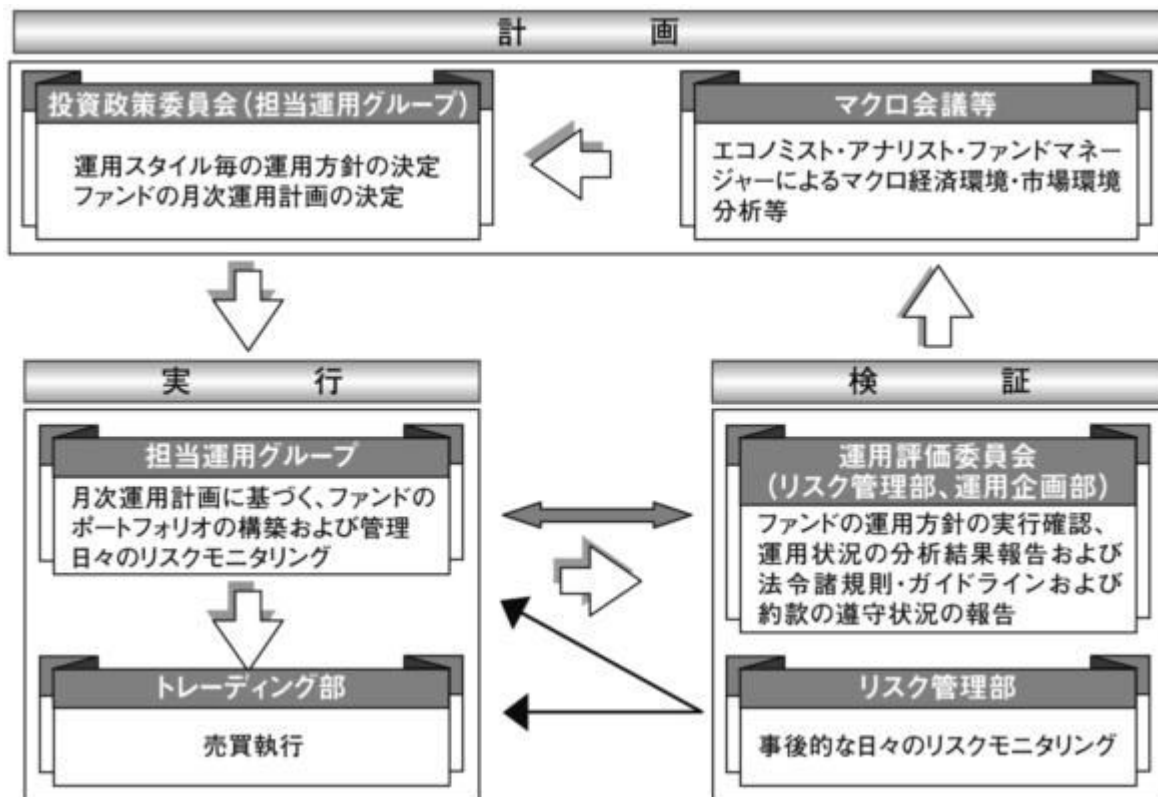 計画
投資政策委員会(担当運用グループ)
運用スタイル毎の運用方針の決定
ファンドの月次運用計画の決定
マクロ会議等
エコノミスト・アナリスト・ファンドマネー
ジャーによるマクロ経済環境・市場環境
分析等
実行
担当運用グループ
月次運用計画に基づく、ファンドの
ポートフォリオの構築および管理
日々のリスクモニタリング
トレーディング部
売買執行
検証
運用評価委員会
(リスク管理部、運用企画部)
ファンドの運用方針の実行確認、
運用状況の分析結果報告および
法令諸規則・ガイドラインおよび
約款の遵守状況の報告
リスク管理部
事後的な日々のリスクモニタリング